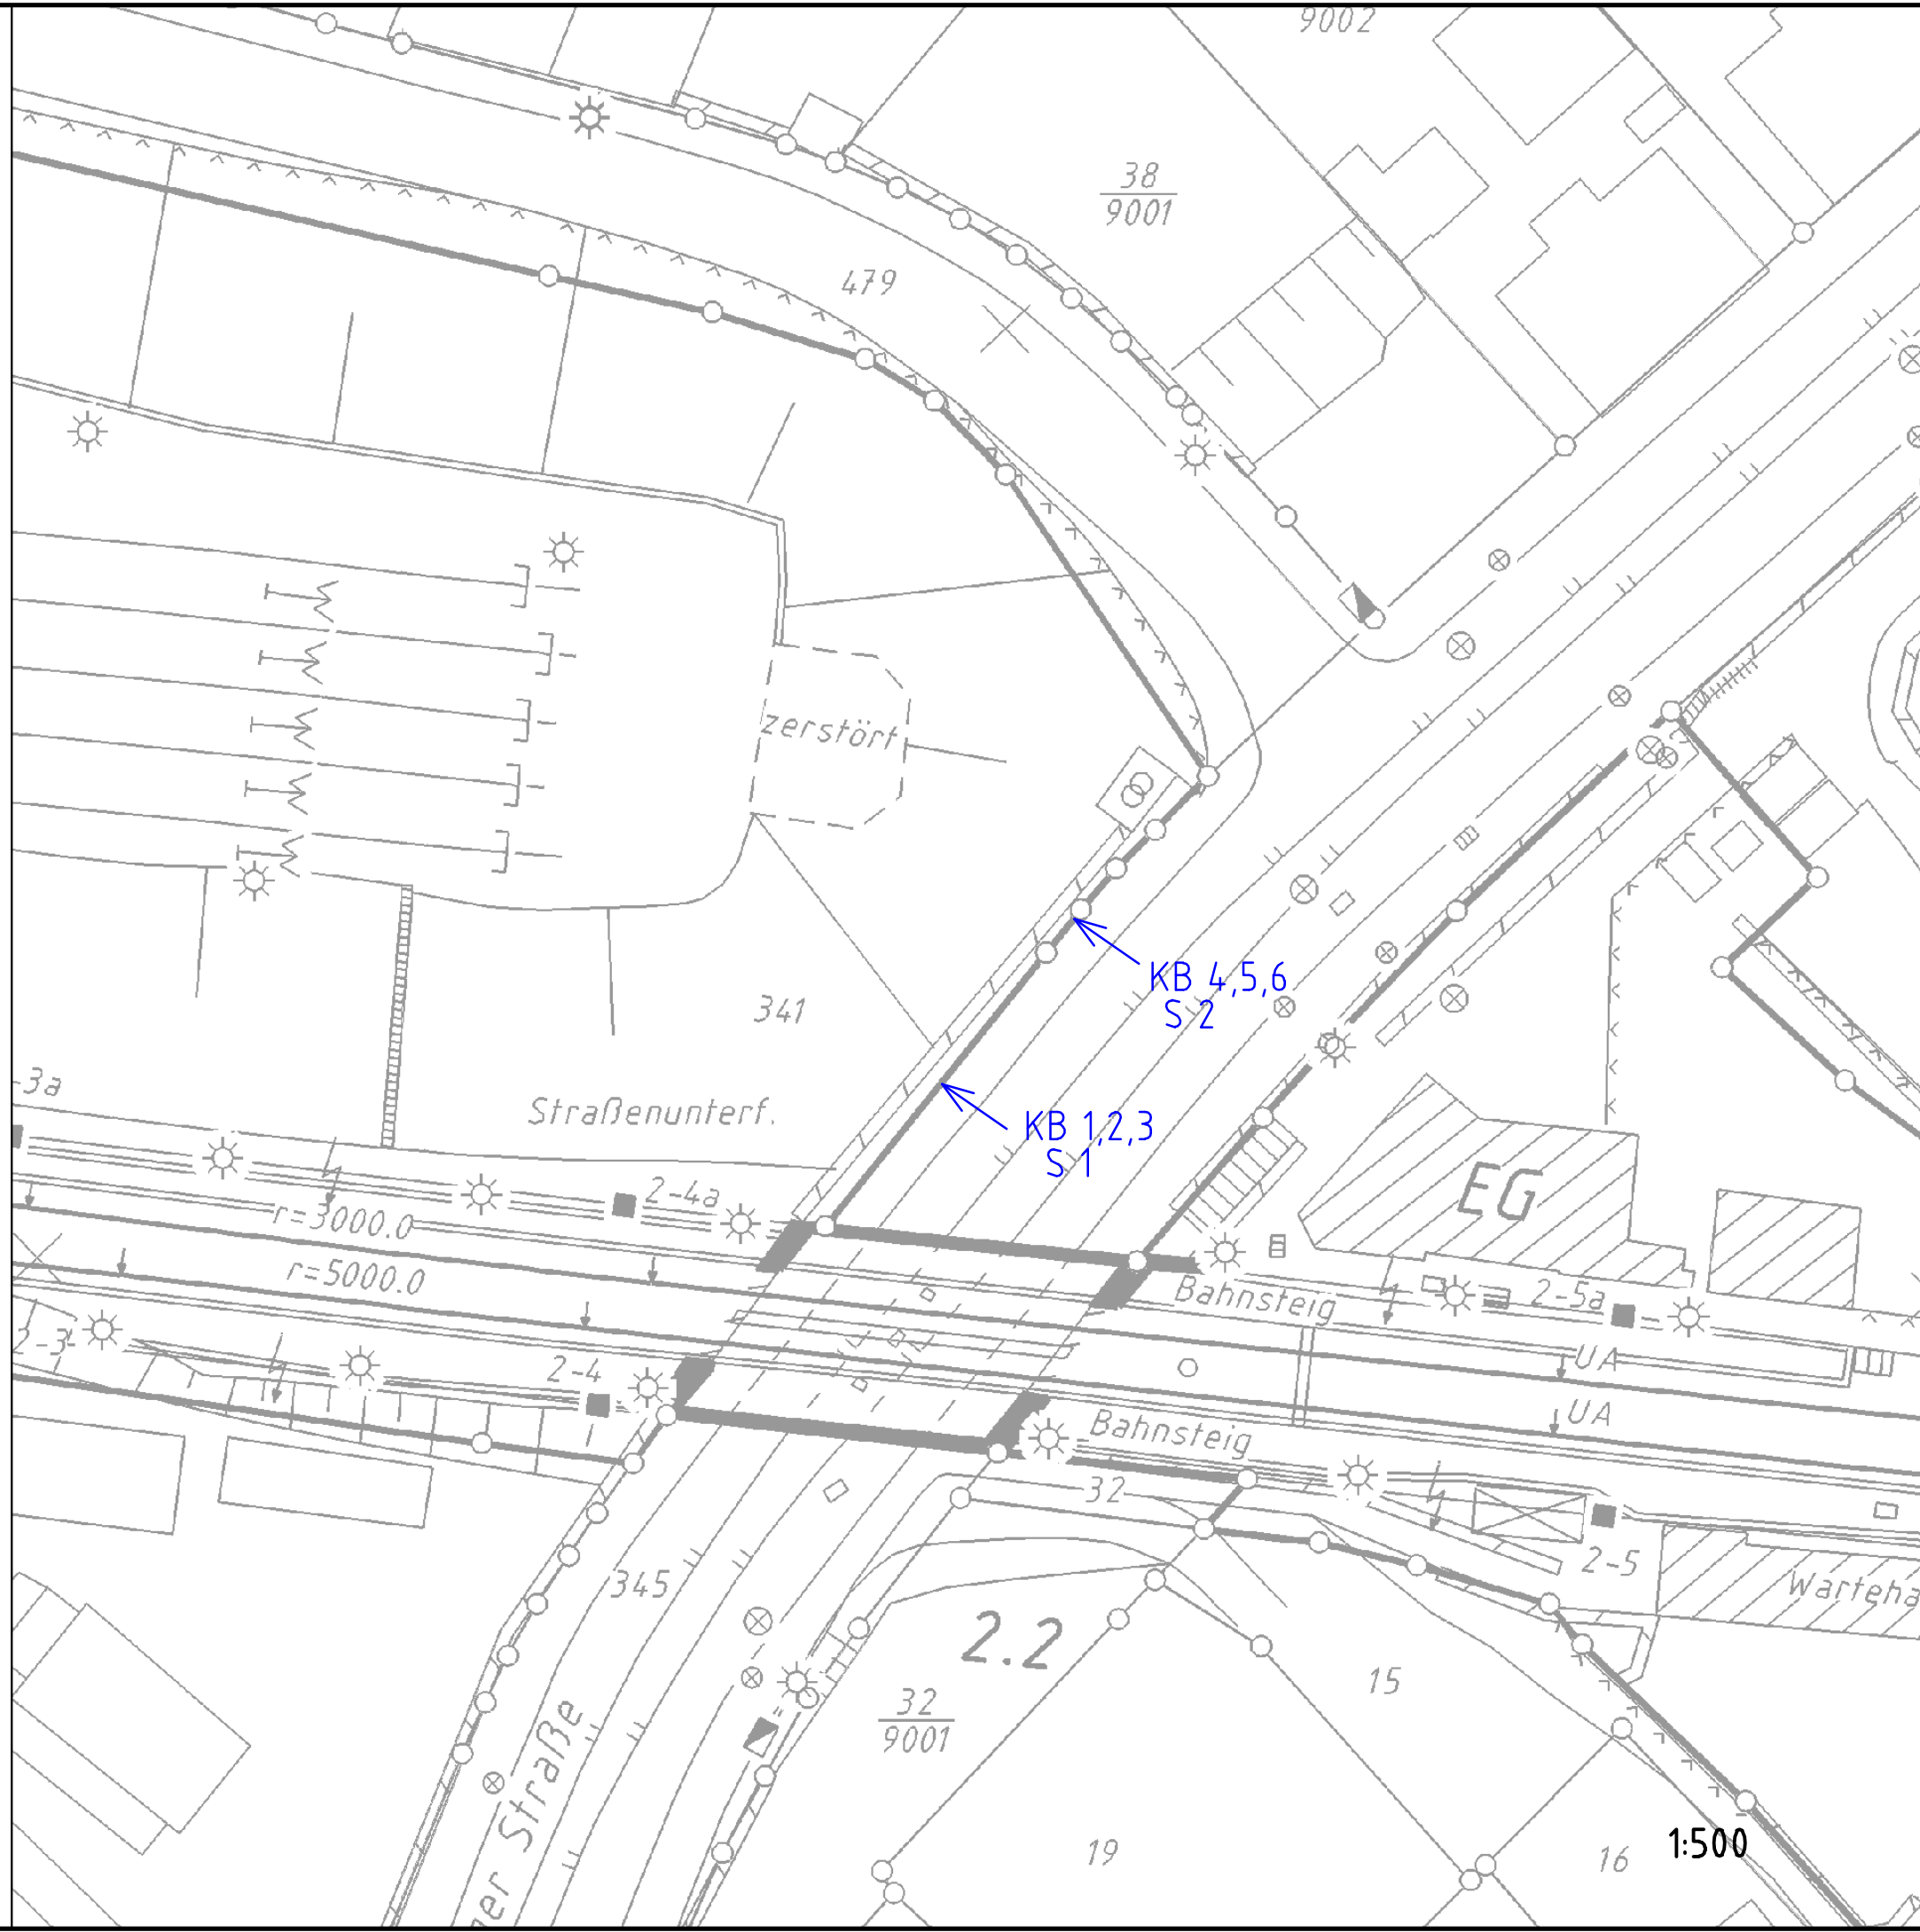 9002
38
9001
479
zerstört
KB 4,5,6
S 2
341
-3a
Straßenunterf.
KB 1,2,3
S 1
2-4a
EG
r=3000.0
r=5000.0
Bahnsteig
2-5a
2-3
2-4
UA
UA
Bahnsteig
32
2-5
345
Warteha
2.2
15
32
9001
er Straße
1:500
19
16